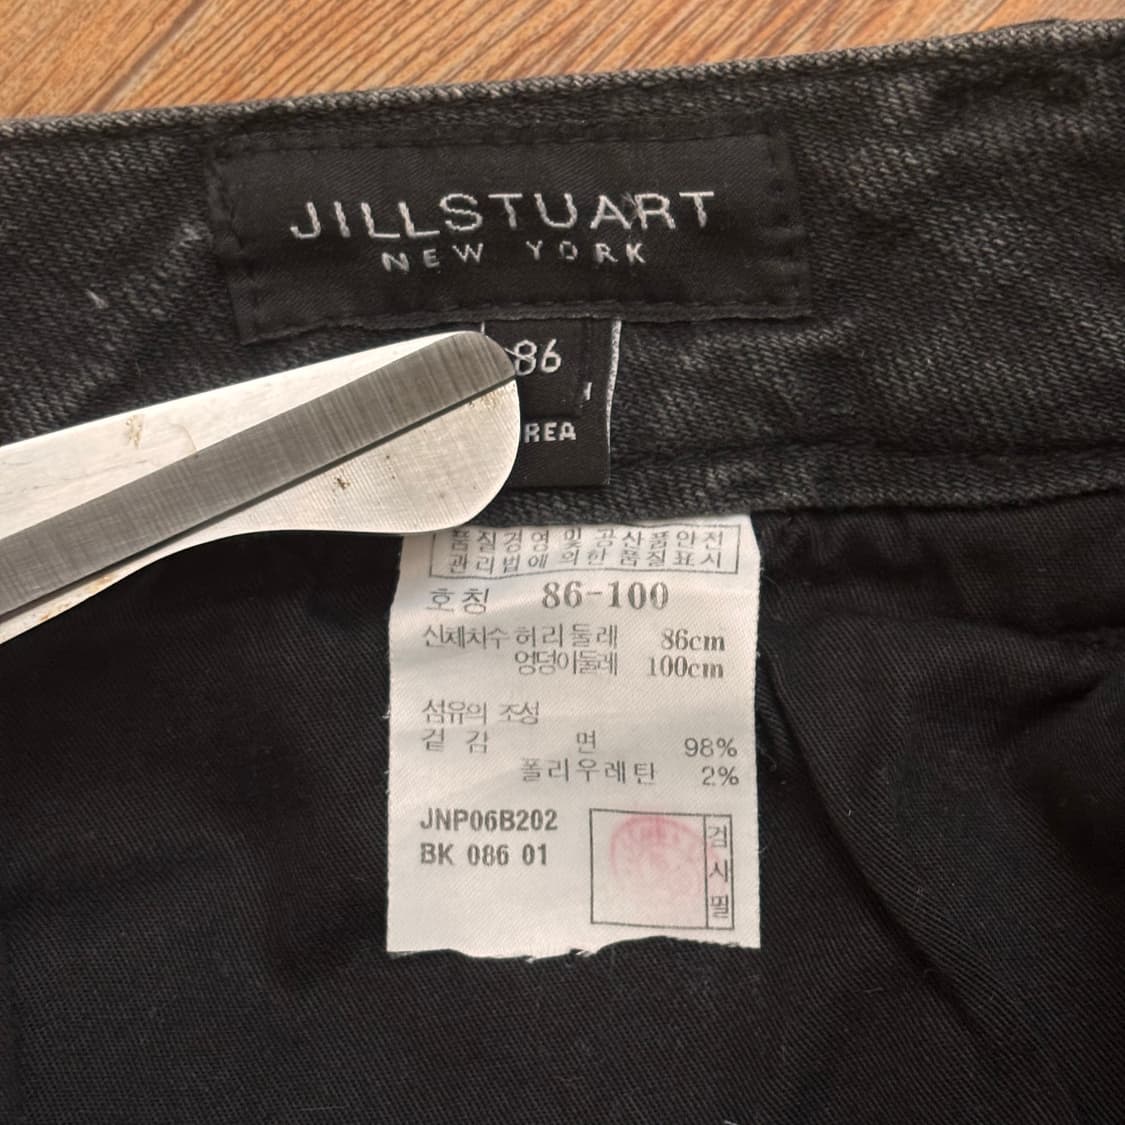 JILLSTUART
NEW YORK
86
REA
품질경영 및 공산품안전
관리법에 의한 품질표시
호칭 86-100
신체치수 허리둘레 86cm
엉덩이둘레 100cm
섬유의 조성
겉감 면 98%
폴리우레탄 2%
JNP06B202
BK 086 01
검사필